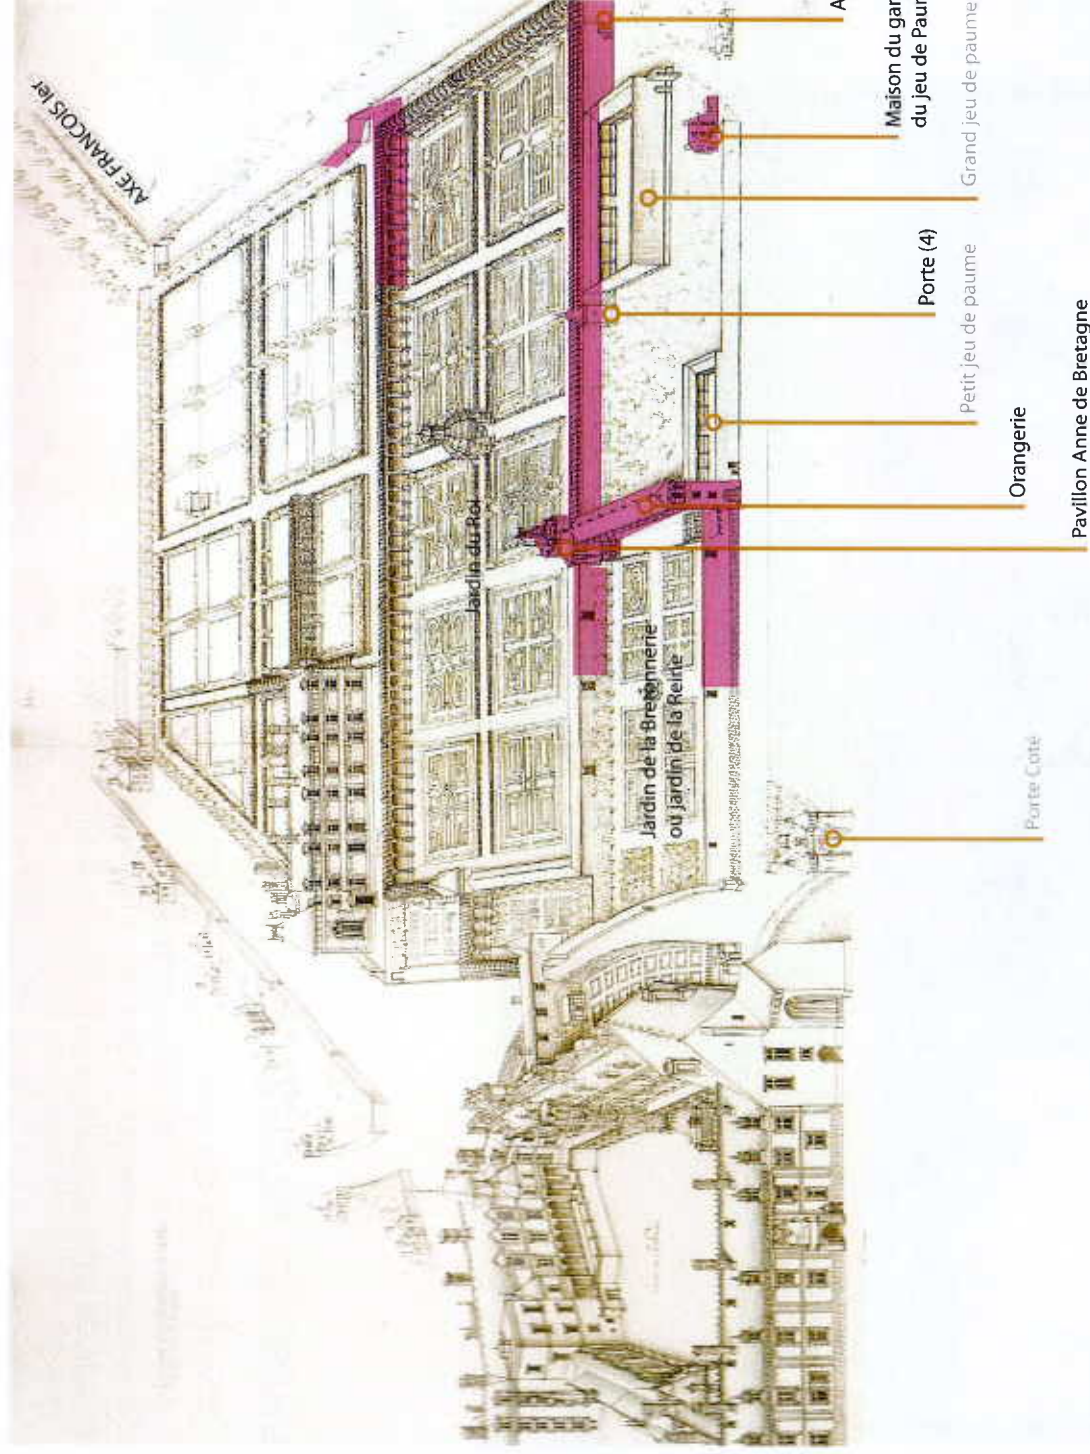 AXE FRANCOIS Ier
Jardin du Roi
Jardin de la Bretonnerie
ou Jardin de la Reine
A
Maison du gar
du jeu de Paum
Grand jeu de paume
Porte (4)
Petit jeu de paume
Orangerie
Pavillon Anne de Bretagne
Porte Coté